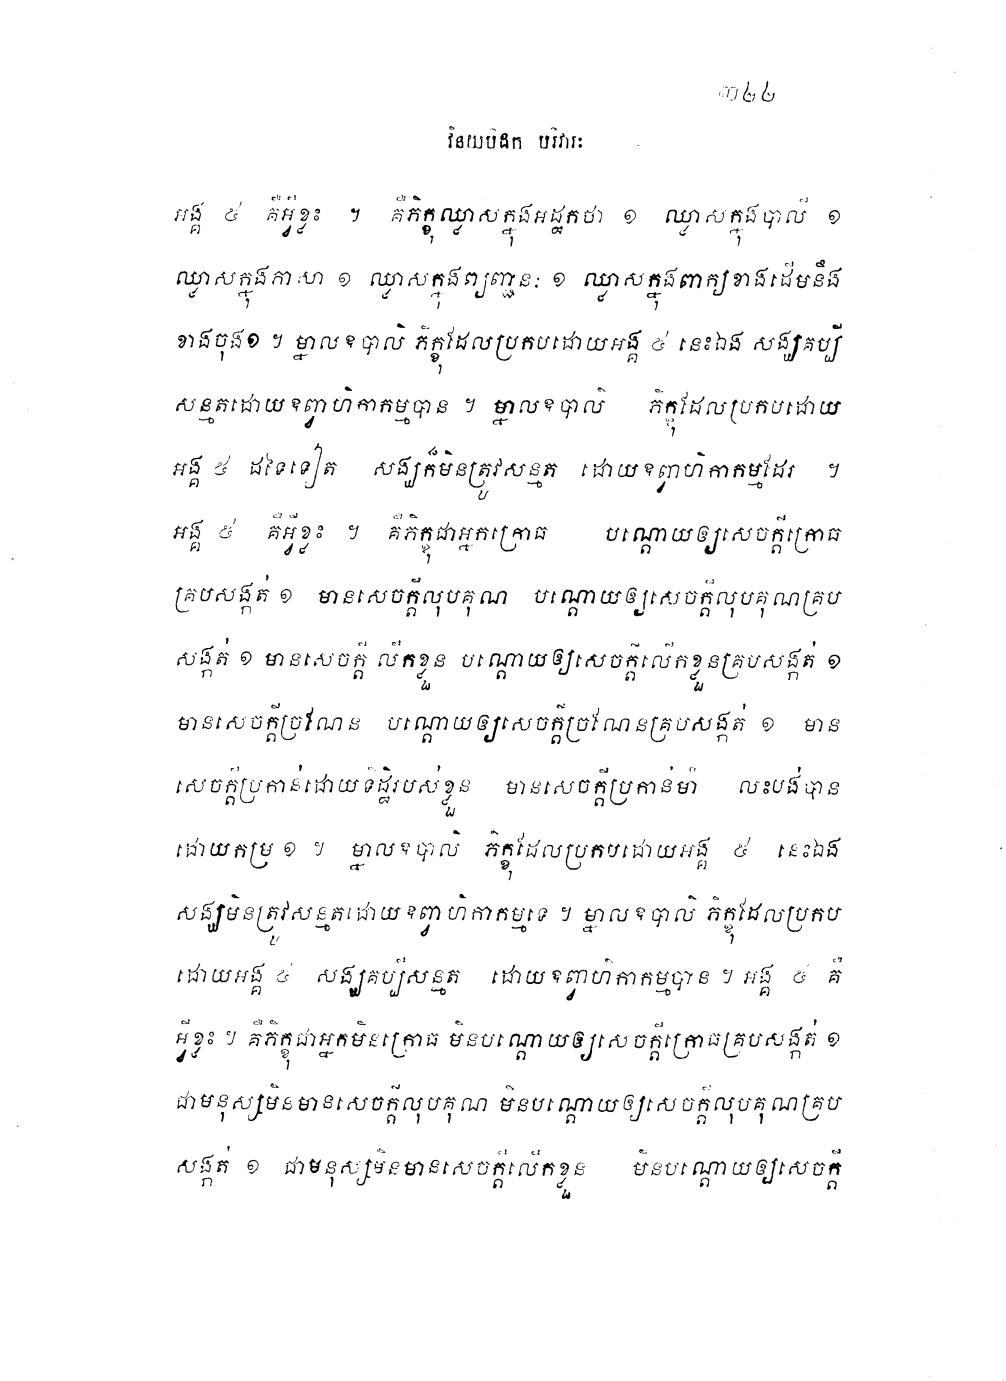 ៣៤៤
វិនយបិដក បរិវារៈ
អង្គ ៥ គឺអ្វីខ្លះ ។ គឺភិក្ខុឈ្លាសក្នុងអដ្ឋកថា ១ ឈ្លាសក្នុងបាលី ១
ឈ្លាសក្នុងភាសា ១ ឈ្លាសក្នុងព្យញ្ជនៈ ១ ឈ្លាសក្នុងពាក្យខាងដើមនឹង
ខាងចុង១ ។ ម្នាលឧបាលិ ភិក្ខុដែលប្រកបដោយអង្គ ៥ នេះឯង សង្ឃគប្បី
សន្មតដោយឧញ្វាហិកាកម្មបាន ។ ម្នាលឧបាលិ ភិក្ខុដែលប្រកបដោយ
អង្គ ៥ ដទៃទៀត សង្ឃក៏មិនត្រូវសន្មត ដោយឧញ្វាហិកាកម្មដែរ ។
អង្គ ៥ គឺអ្វីខ្លះ ។ គឺភិក្ខុជាអ្នកក្រោធ បណ្តោយឲ្យសេចក្តីក្រោធ
គ្របសង្កត់ ១ មានសេចក្តីលុបគុណ បណ្តោយឲ្យសេចក្តីលុបគុណគ្រប
សង្កត់ ១ មានសេចក្តី លើកខ្លួន បណ្តោយឲ្យសេចក្តីលើកខ្លួនគ្របសង្កត់ ១
មានសេចក្តីច្រណែន បណ្តោយឲ្យសេចក្តីច្រណែនគ្របសង្កត់ ១ មាន
សេចក្តីប្រកាន់ដោយទិដ្ឋិរបស់ខ្លួន មានសេចក្តីប្រកាន់មាំ លះបង់បាន
ដោយកម្រ ១ ។ ម្នាលឧបាលិ ភិក្ខុដែលប្រកបដោយអង្គ ៥ នេះឯង
សង្ឃមិនត្រូវសន្មតដោយឧញ្វាហិកាកម្មទេ ។ ម្នាលឧបាលិ ភិក្ខុដែលប្រកប
ដោយអង្គ ៥ សង្ឃគប្បីសន្មត ដោយឧញ្វាហិកាកម្មបាន ។ អង្គ ៥ គឺ
អ្វីខ្លះ ។ គឺភិក្ខុជាអ្នកមិនក្រោធ មិនបណ្តោយឲ្យសេចក្តីក្រោធគ្របសង្កត់ ១
ជាមនុស្សមិនមានសេចក្តីលុបគុណ មិនបណ្តោយឲ្យសេចក្តីលុបគុណគ្រប
សង្កត់ ១ ជាមនុស្សមិនមានសេចក្តីលើកខ្លួន មិនបណ្តោយឲ្យសេចក្តី